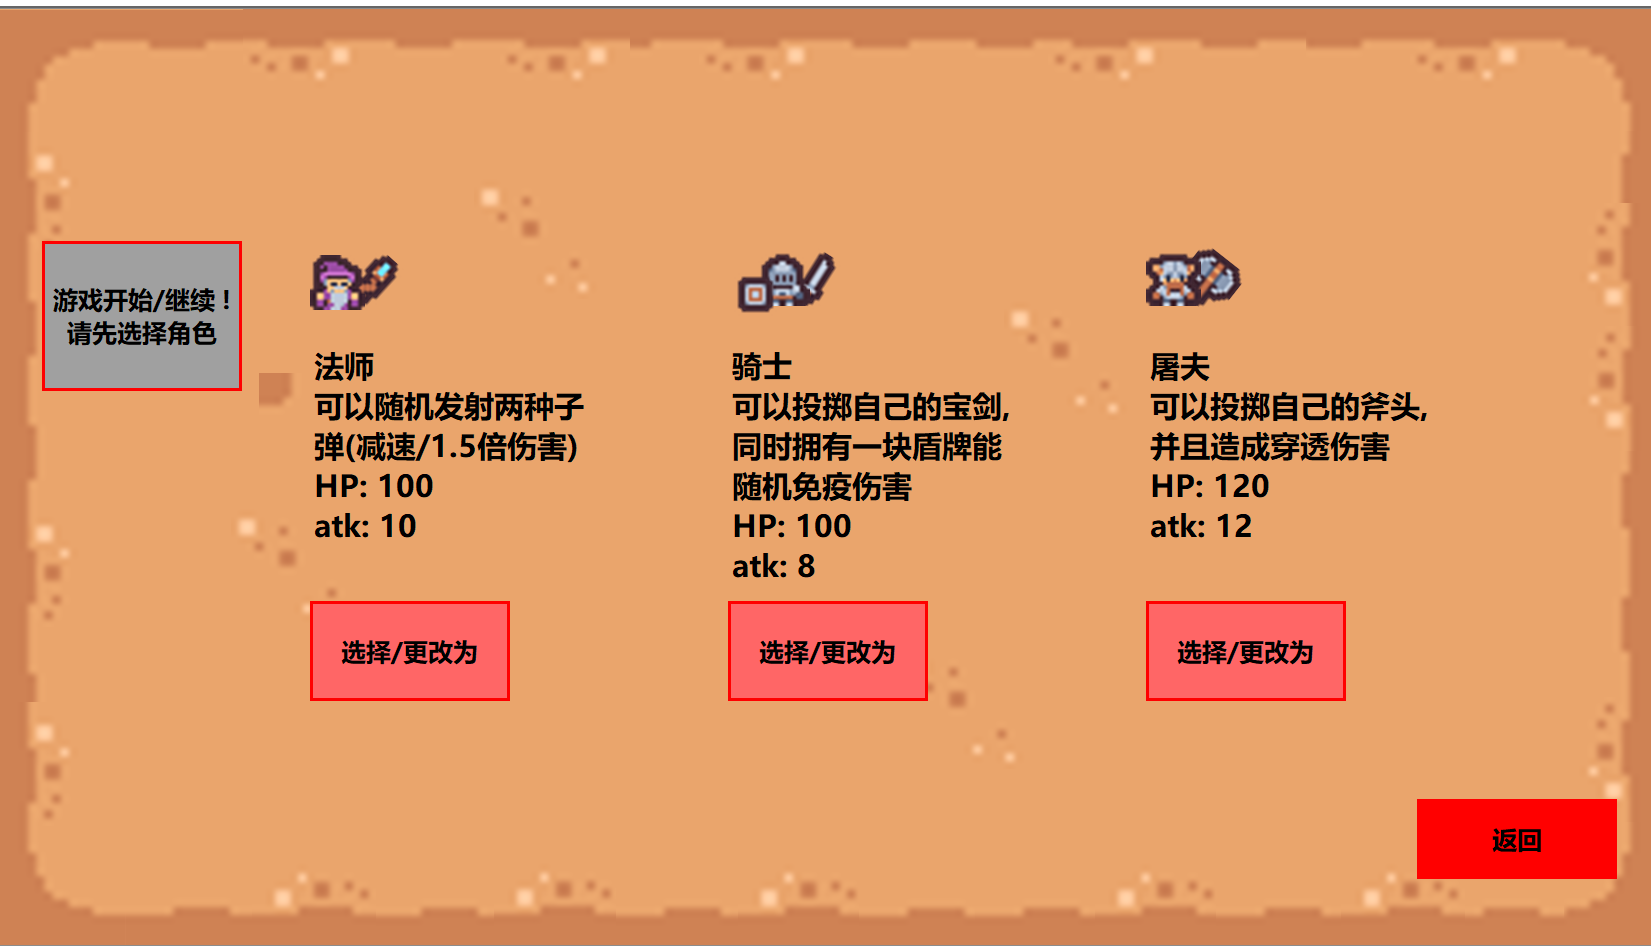 游戏开始/继续！
请先选择角色
法师
可以随机发射两种子
弹(减速/1.5倍伤害)
HP: 100
atk: 10
选择/更改为
骑士
可以投掷自己的宝剑,
同时拥有一块盾牌能
随机免疫伤害
HP: 100
atk: 8
选择/更改为
屠夫
可以投掷自己的斧头,
并且造成穿透伤害
HP: 120
atk: 12
选择/更改为
返回